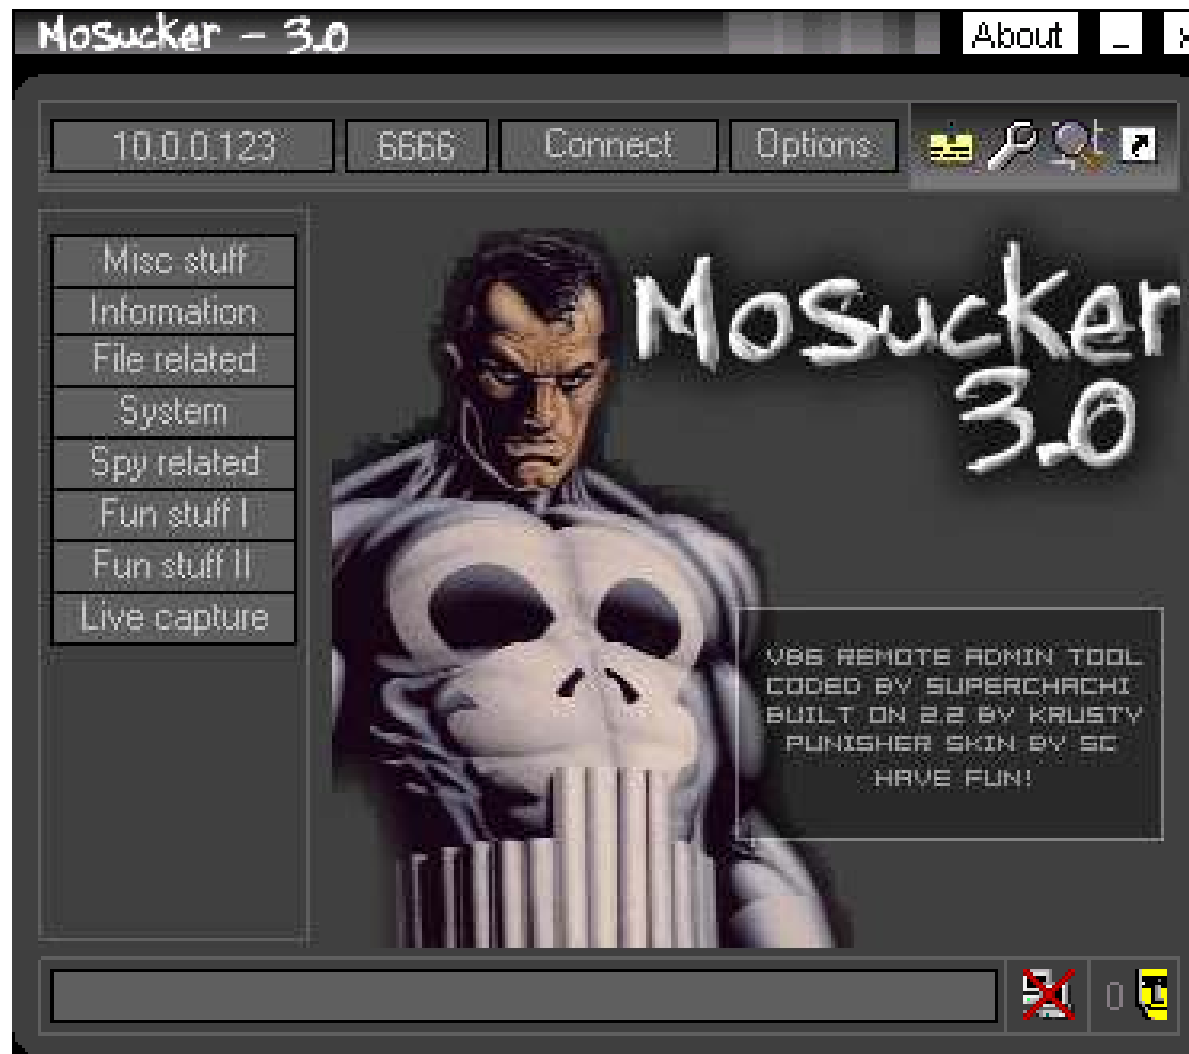 Mosucker - 3.0
About
10.0.0.123 6666 Connect Options
Misc stuff
Information
File related
System
Spy related
Fun stuff I
Fun stuff II
Live capture
Mosucker
3.0
VB6 REMOTE ADMIN TOOL
CODED BY SUPERCHACHI
BUILT ON 2.2 BY KRUSTY
PUNISHER SKIN BY SC
HAVE FUN!
0